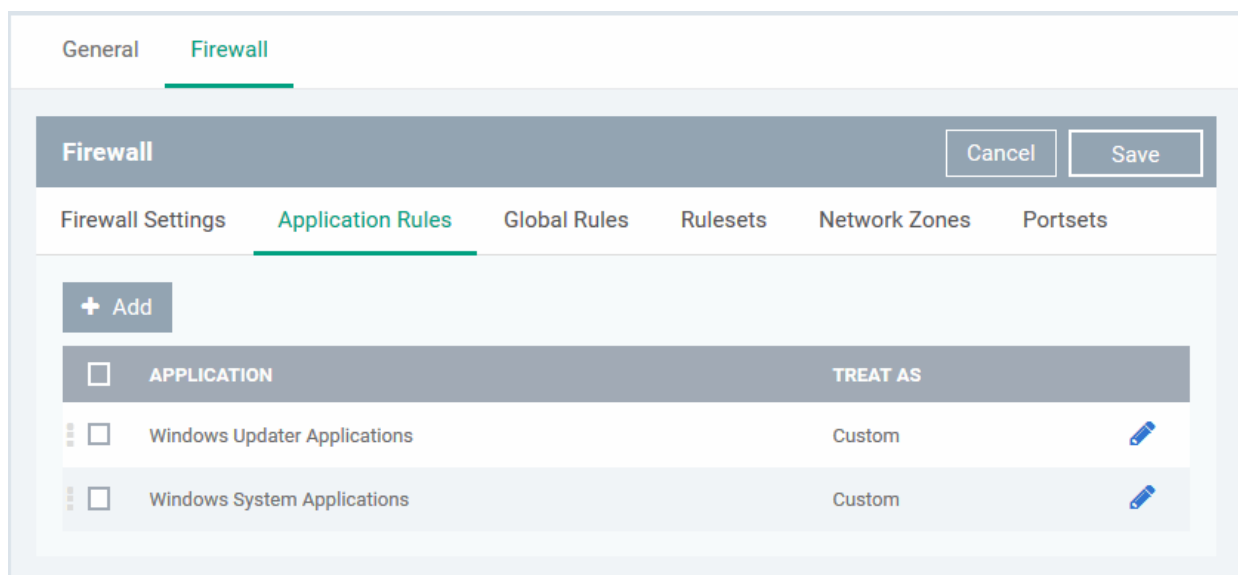 General Firewall
Firewall Cancel Save
Firewall Settings Application Rules Global Rules Rulesets Network Zones Portsets
+ Add
APPLICATION TREAT AS
Windows Updater Applications Custom
Windows System Applications Custom